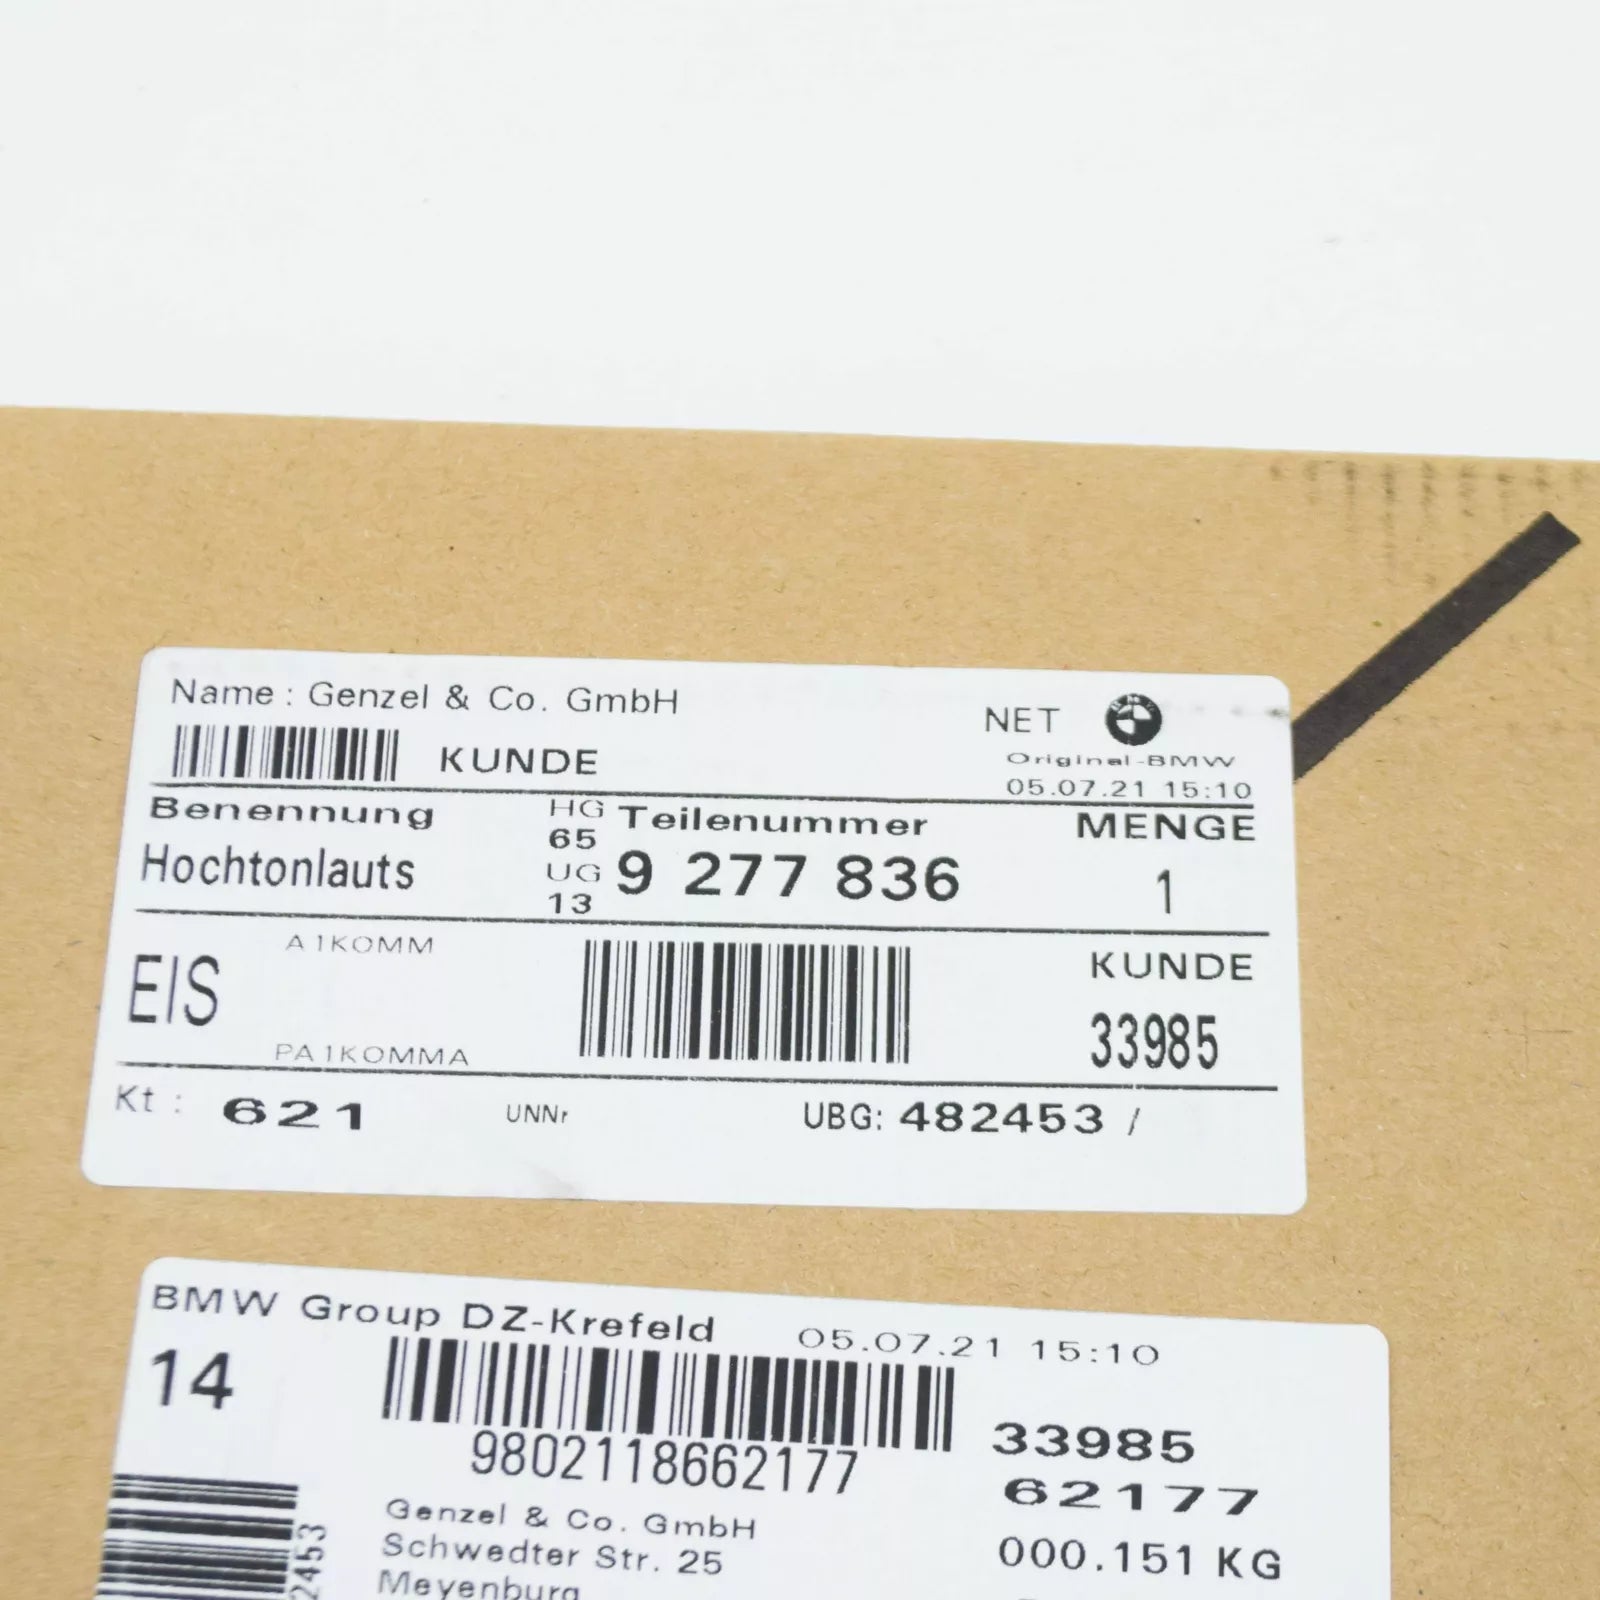 Name : Genzel & Co. GmbH
NET
KUNDE
Original-BMW
05.07.21 15:10
Benennung
HG
Teilenummer
MENGE
65
Hochtonlauts
UG
9 277 836
1
13
A1KOMM
KUNDE
EIS
33985
PA1KOMMA
Kt : 621
UNNr
UBG: 482453 /
BMW Group DZ-Krefeld
05.07.21 15:10
14
9802118662177
33985
62177
Genzel & Co. GmbH
Schwedter Str. 25
000.151 KG
Meyenburg
2453